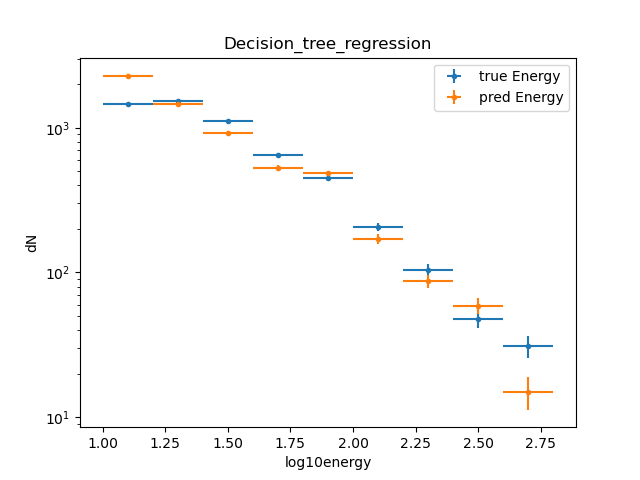 Decision_tree_regression
true Energy
pred Energy
dN
10³
10²
10¹
1.00 1.25 1.50 1.75 2.00 2.25 2.50 2.75
log10energy